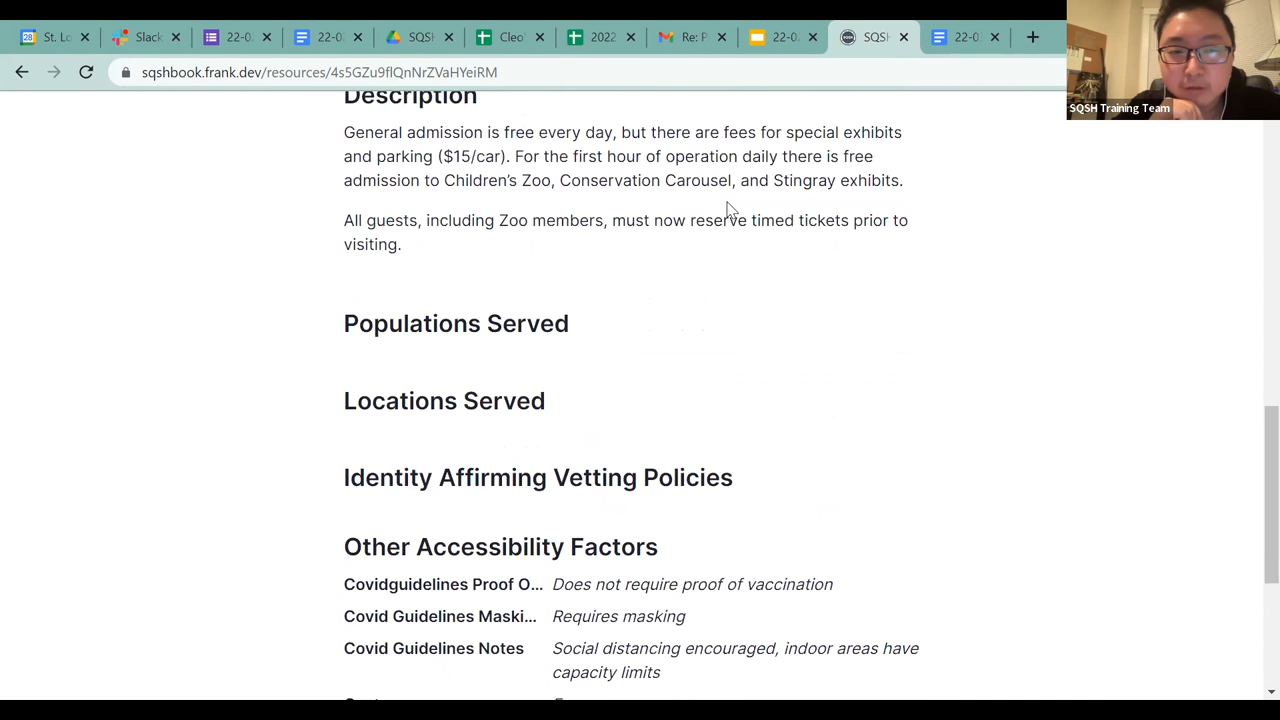 St. Lo
Slack
22-0
22-0
SQSH
Cleo'
2022
Re: P
22-0
SQSH
22-0
sqshbook.frank.dev/resources/4s5GZu9flQnNrZVaHYeiRM
SQSH Training Team
Description
General admission is free every day, but there are fees for special exhibits
and parking ($15/car). For the first hour of operation daily there is free
admission to Children's Zoo, Conservation Carousel, and Stingray exhibits.
All guests, including Zoo members, must now reserve timed tickets prior to
visiting.
Populations Served
Locations Served
Identity Affirming Vetting Policies
Other Accessibility Factors
Covidguidelines Proof O... Does not require proof of vaccination
Covid Guidelines Maski... Requires masking
Covid Guidelines Notes Social distancing encouraged, indoor areas have
capacity limits